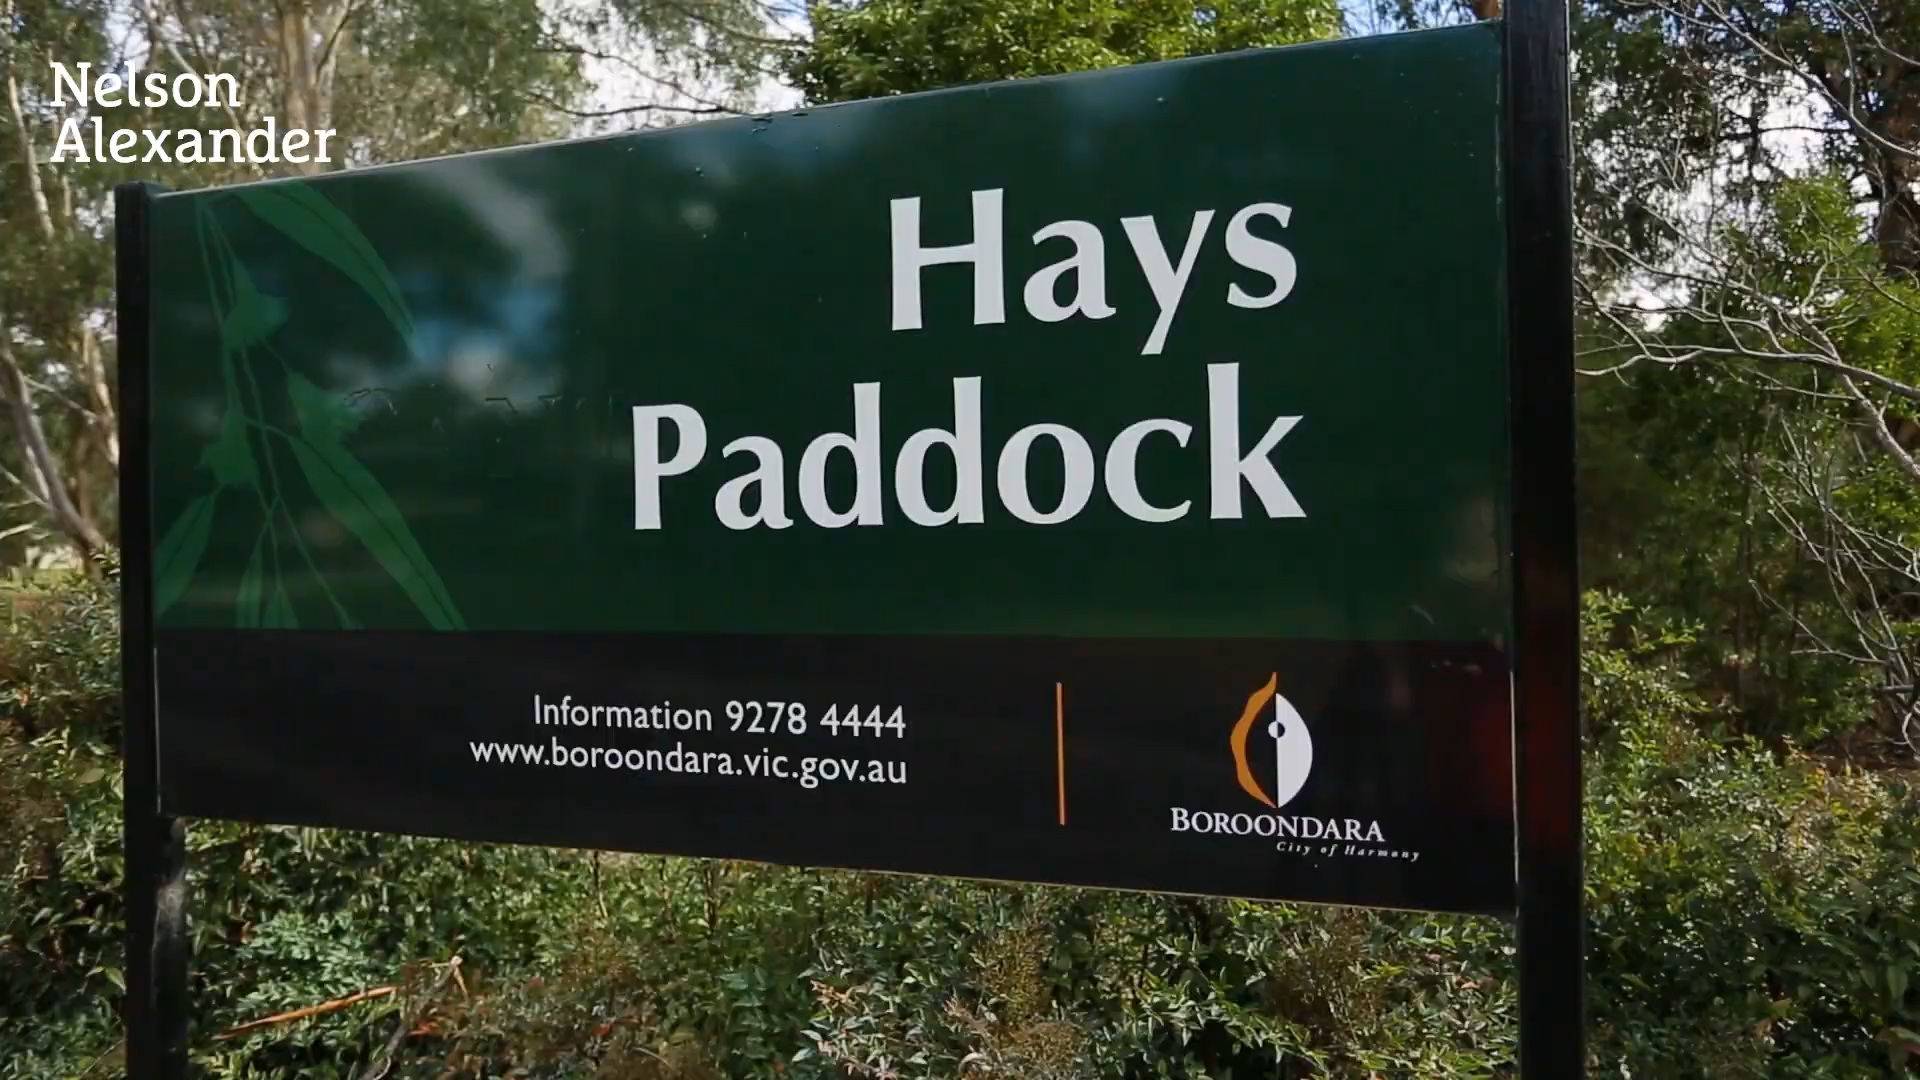 Nelson
Alexander
Hays
Paddock
Information 9278 4444
www.boroondara.vic.gov.au
BOROONDARA
City of Harmony